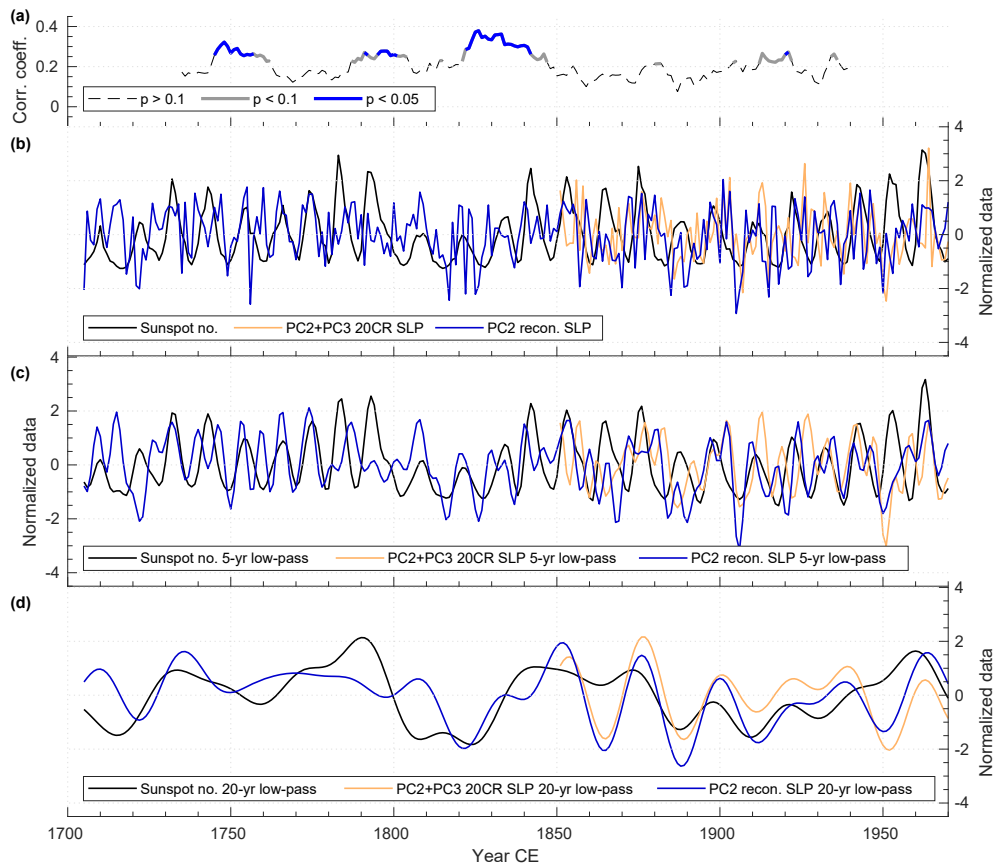 (a)
Corr. coeff.
0.4
0.2
0
p > 0.1 p < 0.1 p < 0.05
(b)
4
2
0
-2
-4
Normalized data
Sunspot no. PC2+PC3 20CR SLP PC2 recon. SLP
(c)
4
2
0
-2
-4
Normalized data
Sunspot no. 5-yr low-pass PC2+PC3 20CR SLP 5-yr low-pass PC2 recon. SLP 5-yr low-pass
(d)
4
2
0
-2
-4
Normalized data
Sunspot no. 20-yr low-pass PC2+PC3 20CR SLP 20-yr low-pass PC2 recon. SLP 20-yr low-pass
1700 1750 1800 1850 1900 1950
Year CE